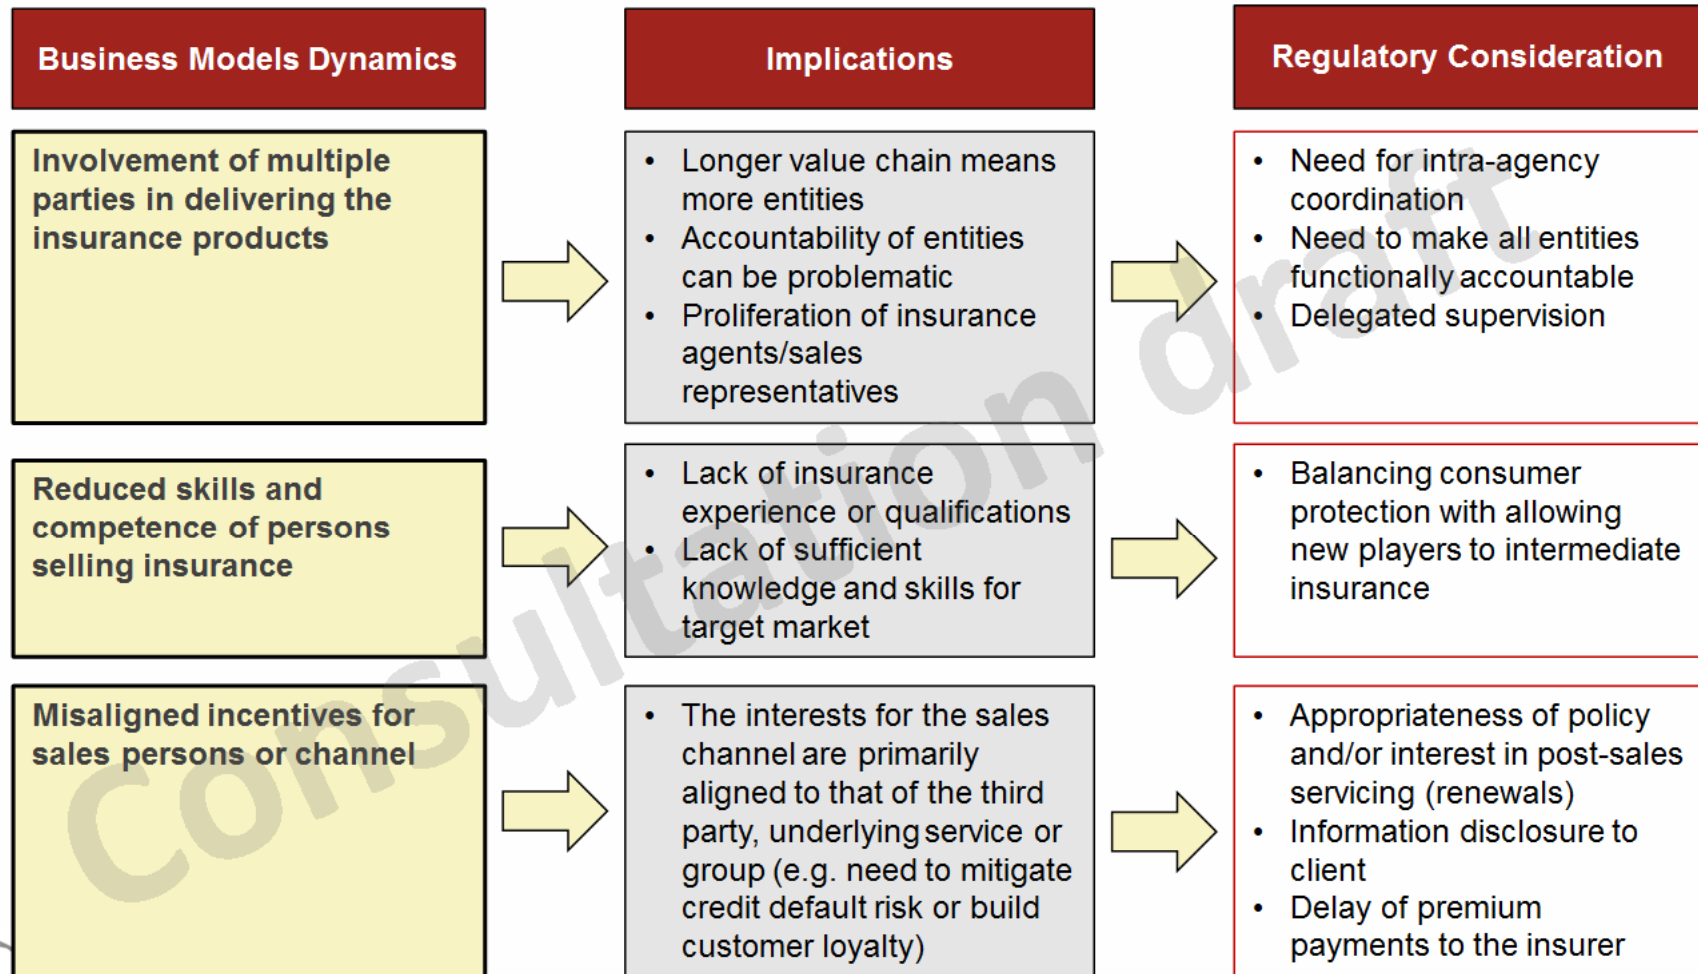 Business Models Dynamics
Implications
Regulatory Consideration
Involvement of multiple
parties in delivering the
insurance products
• Longer value chain means
more entities
• Accountability of entities
can be problematic
• Proliferation of insurance
agents/sales
representatives
• Need for intra-agency
coordination
• Need to make all entities
functionally accountable
• Delegated supervision
Reduced skills and
competence of persons
selling insurance
• Lack of insurance
experience or qualifications
• Lack of sufficient
knowledge and skills for
target market
• Balancing consumer
protection with allowing
new players to intermediate
insurance
Misaligned incentives for
sales persons or channel
• The interests for the sales
channel are primarily
aligned to that of the third
party, underlying service or
group (e.g. need to mitigate
credit default risk or build
customer loyalty)
• Appropriateness of policy
and/or interest in post-sales
servicing (renewals)
• Information disclosure to
client
• Delay of premium
payments to the insurer
Consultation draft